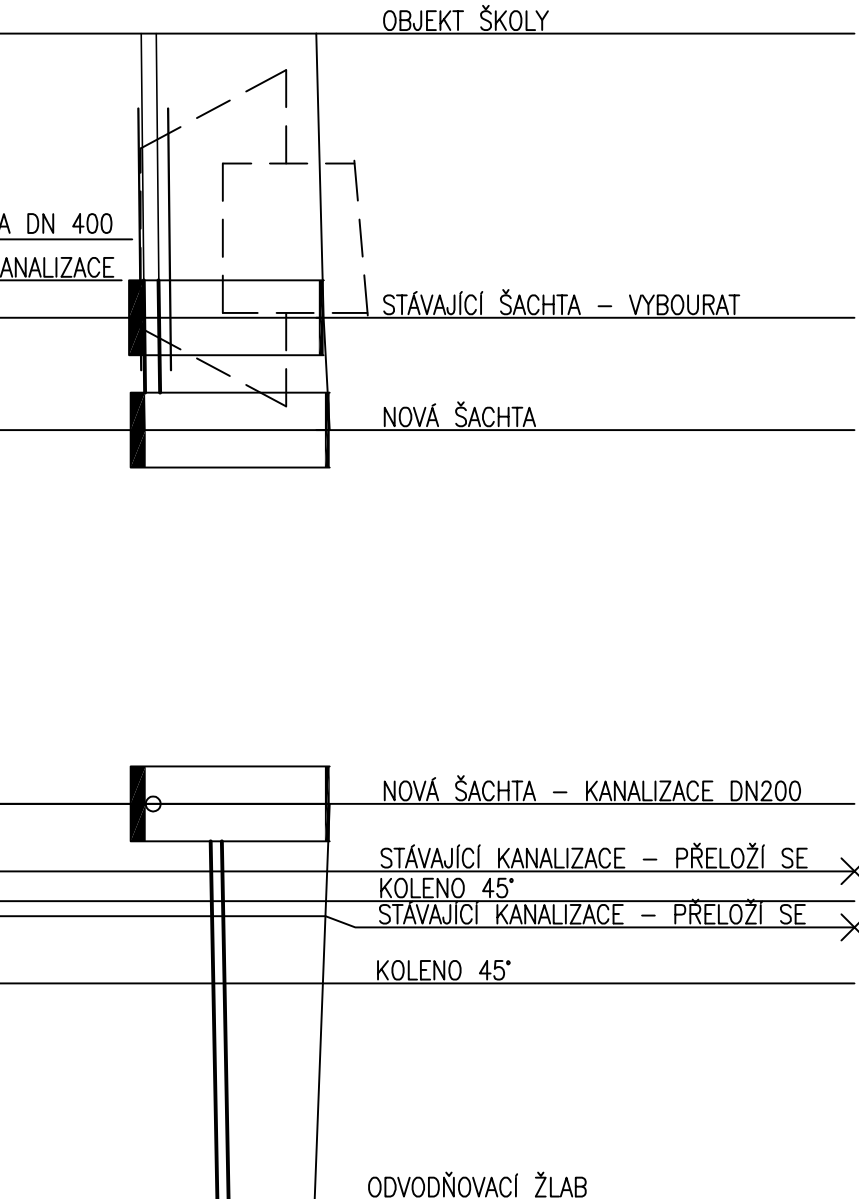 OBJEKT ŠKOLY
A DN 400
ANALIZACE
STÁVAJÍCÍ ŠACHTA – VYBOURAT
NOVÁ ŠACHTA
NOVÁ ŠACHTA – KANALIZACE DN200
STÁVAJÍCÍ KANALIZACE – PŘELOŽÍ SE
KOLENO 45°
STÁVAJÍCÍ KANALIZACE – PŘELOŽÍ SE
KOLENO 45°
ODVODŇOVACÍ ŽLAB